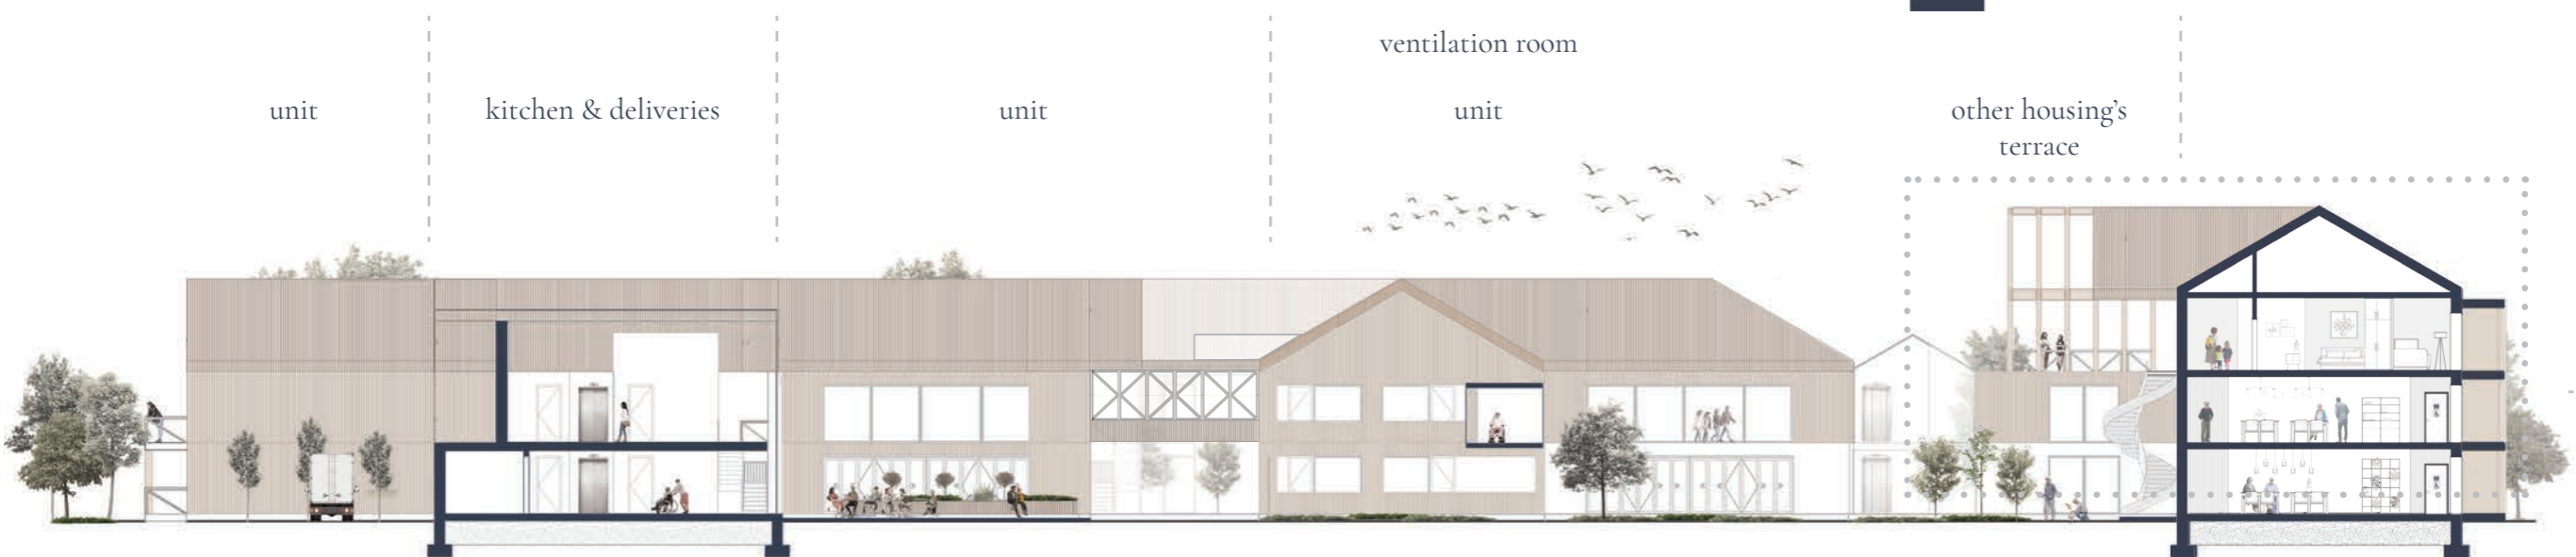 ventilation room
unit
kitchen & deliveries
unit
unit
other housing’s
terrace